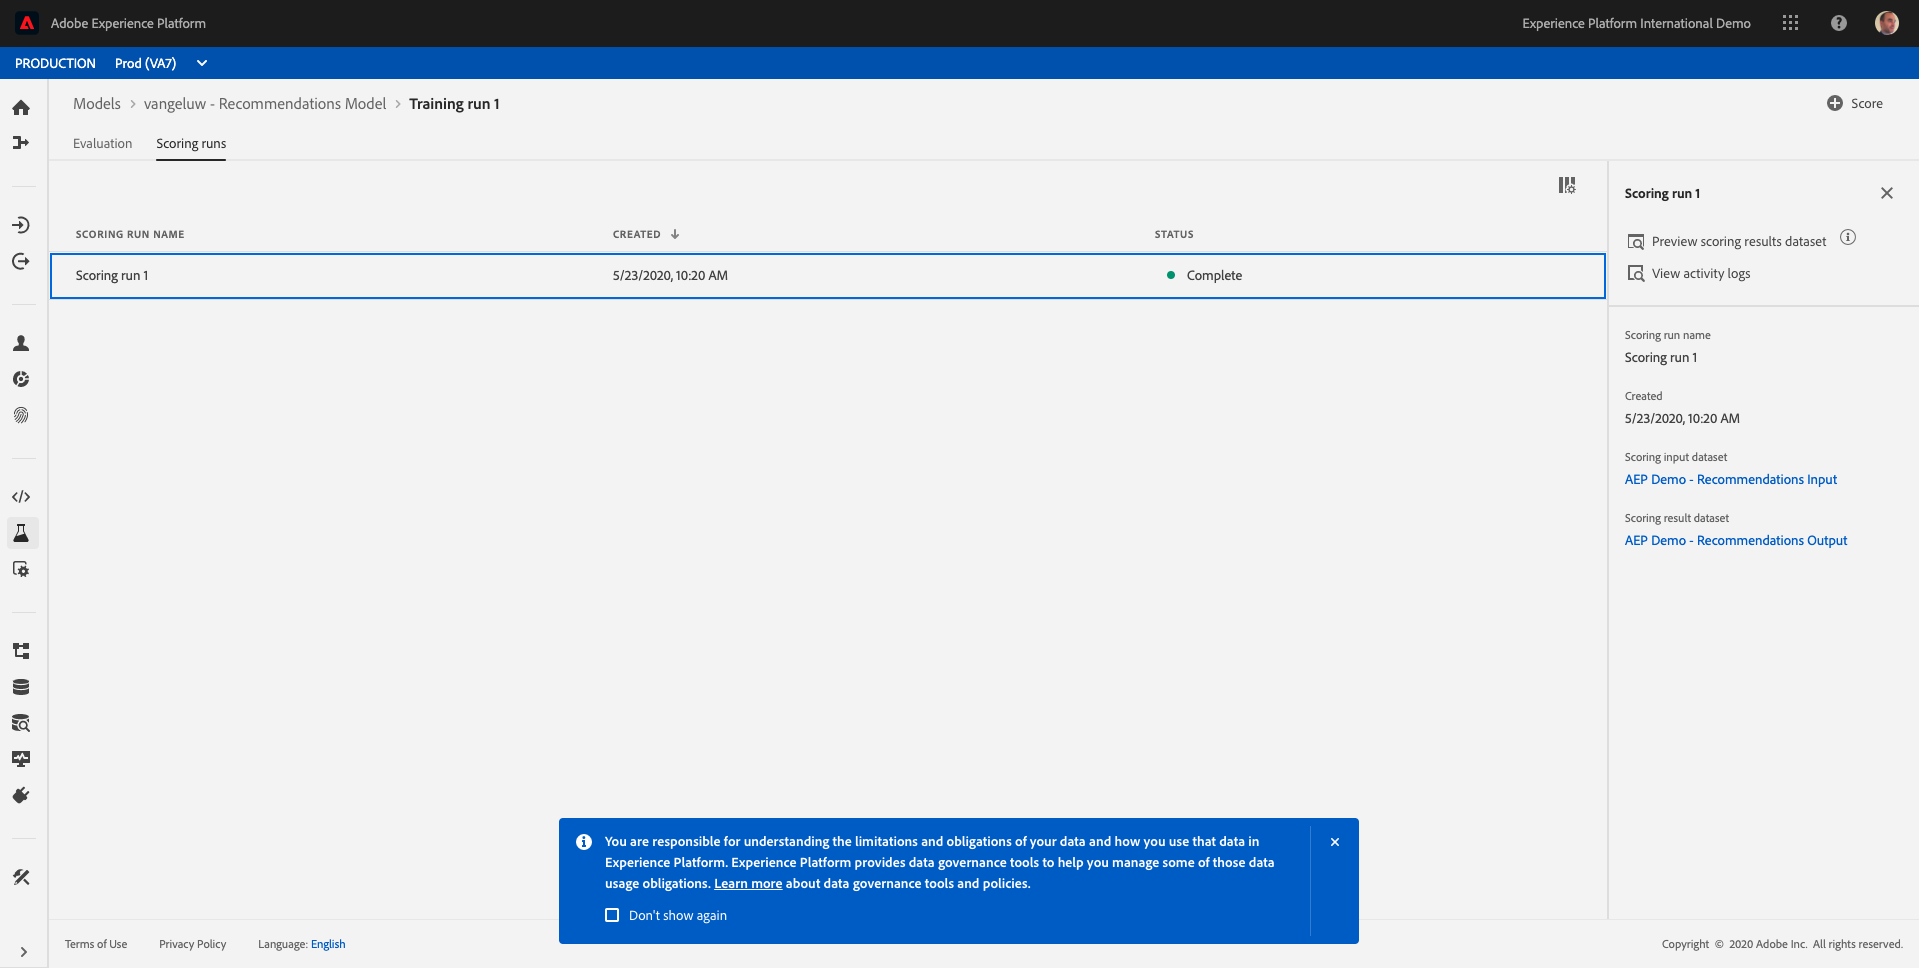 Adobe Experience Platform
Experience Platform International Demo
PRODUCTION Prod (VA7)
Models > vangeluw - Recommendations Model > Training run 1
Score
Evaluation Scoring runs
SCORING RUN NAME CREATED ↓ STATUS
Scoring run 1 5/23/2020, 10:20 AM Complete
Scoring run 1
Preview scoring results dataset
View activity logs
Scoring run name
Scoring run 1
Created
5/23/2020, 10:20 AM
Scoring input dataset
AEP Demo - Recommendations Input
Scoring result dataset
AEP Demo - Recommendations Output
You are responsible for understanding the limitations and obligations of your data and how you use that data in
Experience Platform. Experience Platform provides data governance tools to help you manage some of those data
usage obligations. Learn more about data governance tools and policies.
Don't show again
Terms of Use Privacy Policy Language: English
Copyright © 2020 Adobe Inc. All rights reserved.